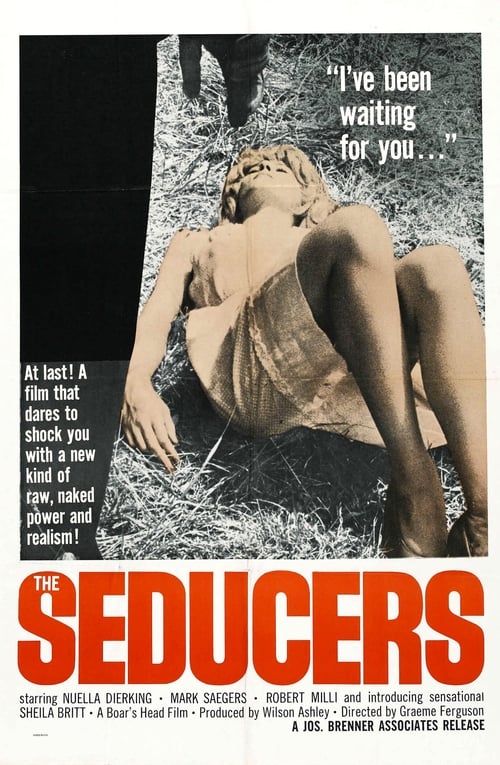 “I’ve been
waiting
for you...”
At last! A
film that
dares to
shock you
with a new
kind of
raw, naked
power and
realism!
THE
SEDUCERS
starring NUELLA DIERKING • MARK SAEGERS • ROBERT MILLI and introducing sensational
SHEILA BRITT • A Boar's Head Film • Produced by Wilson Ashley • Directed by Graeme Ferguson
A JOS. BRENNER ASSOCIATES RELEASE